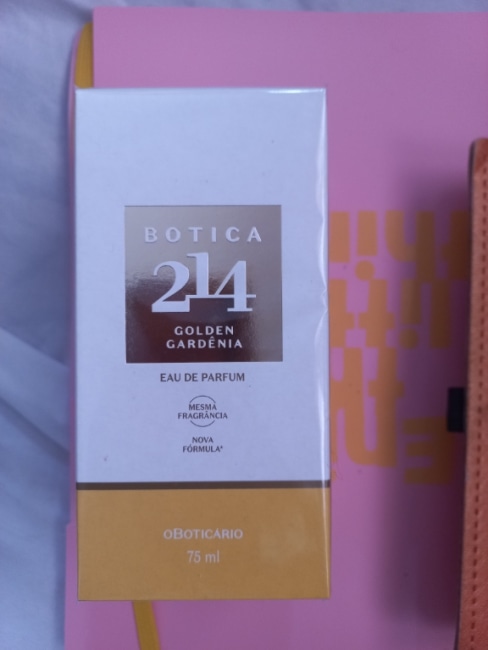 BOTICA
214
GOLDEN
GARDÊNIA
EAU DE PARFUM
MESMA
FRAGRÂNCIA
NOVA
FÓRMULA*
oBOTICÁRIO
75 ml